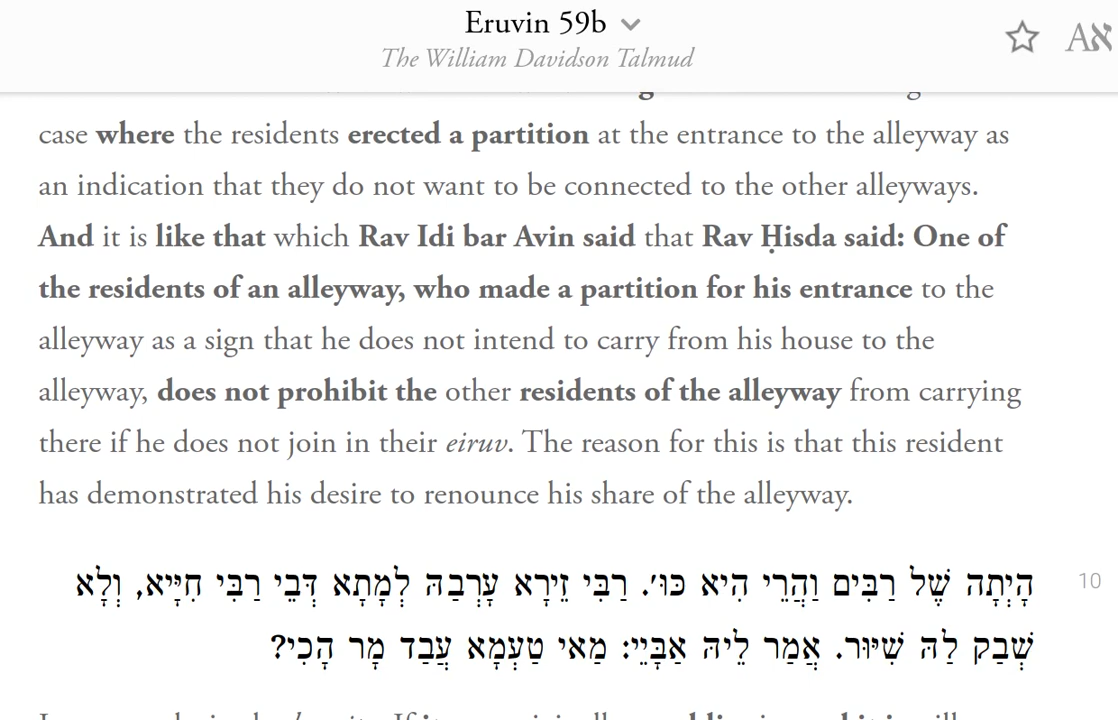 Eruvin 59b
The William Davidson Talmud
Aא
case where the residents erected a partition at the entrance to the alleyway as
an indication that they do not want to be connected to the other alleyways.
And it is like that which Rav Idi bar Avin said that Rav Ḥisda said: One of
the residents of an alleyway, who made a partition for his entrance to the
alleyway as a sign that he does not intend to carry from his house to the
alleyway, does not prohibit the other residents of the alleyway from carrying
there if he does not join in their eiruv. The reason for this is that this resident
has demonstrated his desire to renounce his share of the alleyway.
10
הָיְתָה שֶׁל רַבִּים וַהֲרֵי הִיא כּוּ׳. רַבִּי זֵירָא עָרְבַהּ לְמָתָא דְּבֵי רַבִּי חִיָּיא, וְלָא
שְׁבַק לַהּ שִׁיּוּר. אֲמַר לֵיהּ אַבָּיֵי: מַאי טַעְמָא עֲבַד מָר הָכִי?